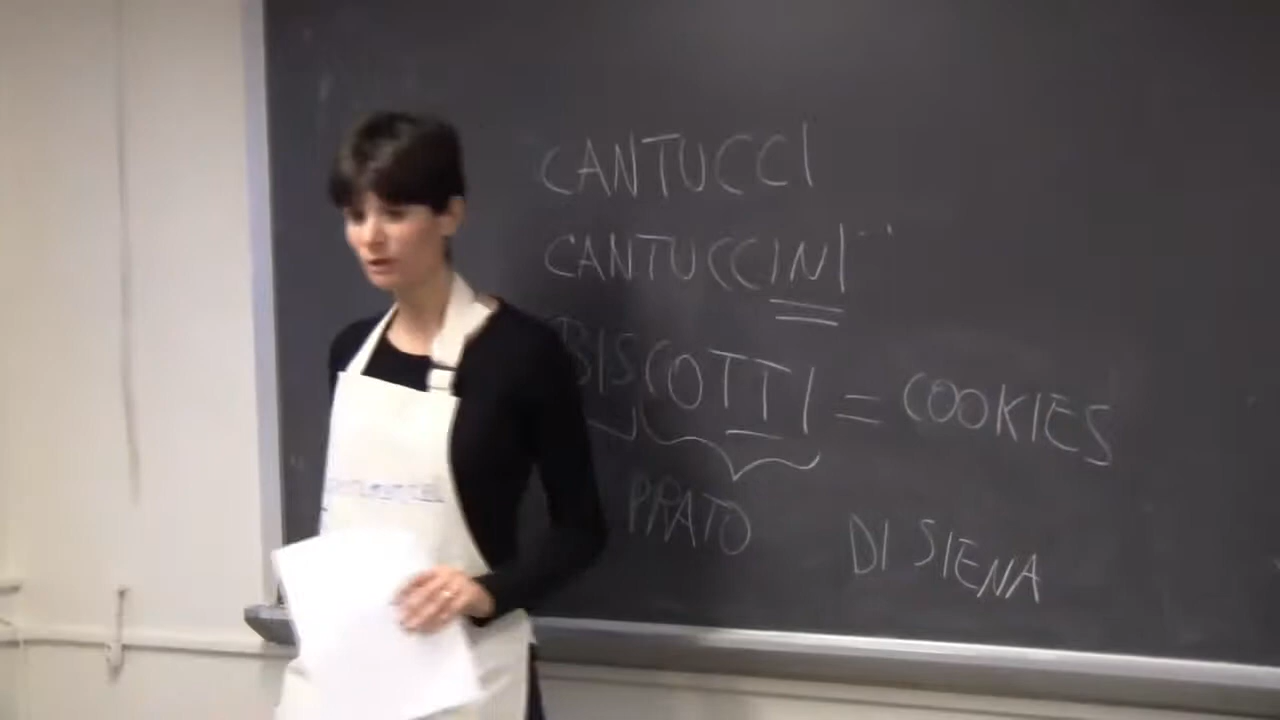 CANTUCCI
CANTUCCINI
BISCOTTI = COOKIES
PRATO DI SIENA